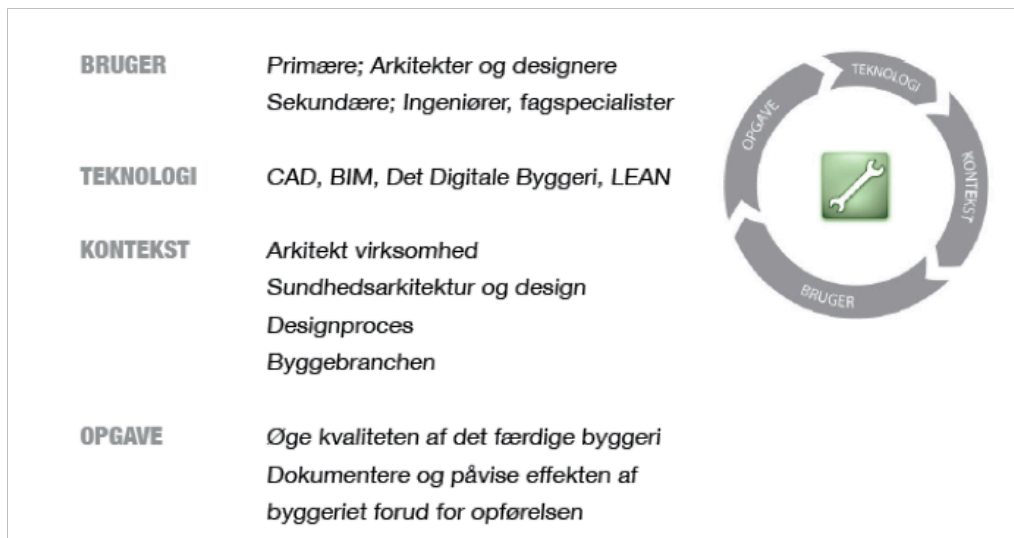 BRUGER Primære; Arkitekter og designere
Sekundære; Ingeniører, fagspecialister
TEKNOLOGI CAD, BIM, Det Digitale Byggeri, LEAN
KONTEKST Arkitekt virksomhed
Sundhedsarkitektur og design
Designproces
Byggebranchen
OPGAVE Øge kvaliteten af det færdige byggeri
Dokumentere og påvise effekten af
byggeriet forud for opførelsen
TEKNOLOGI
KONTEKST
BRUGER
OPGAVE